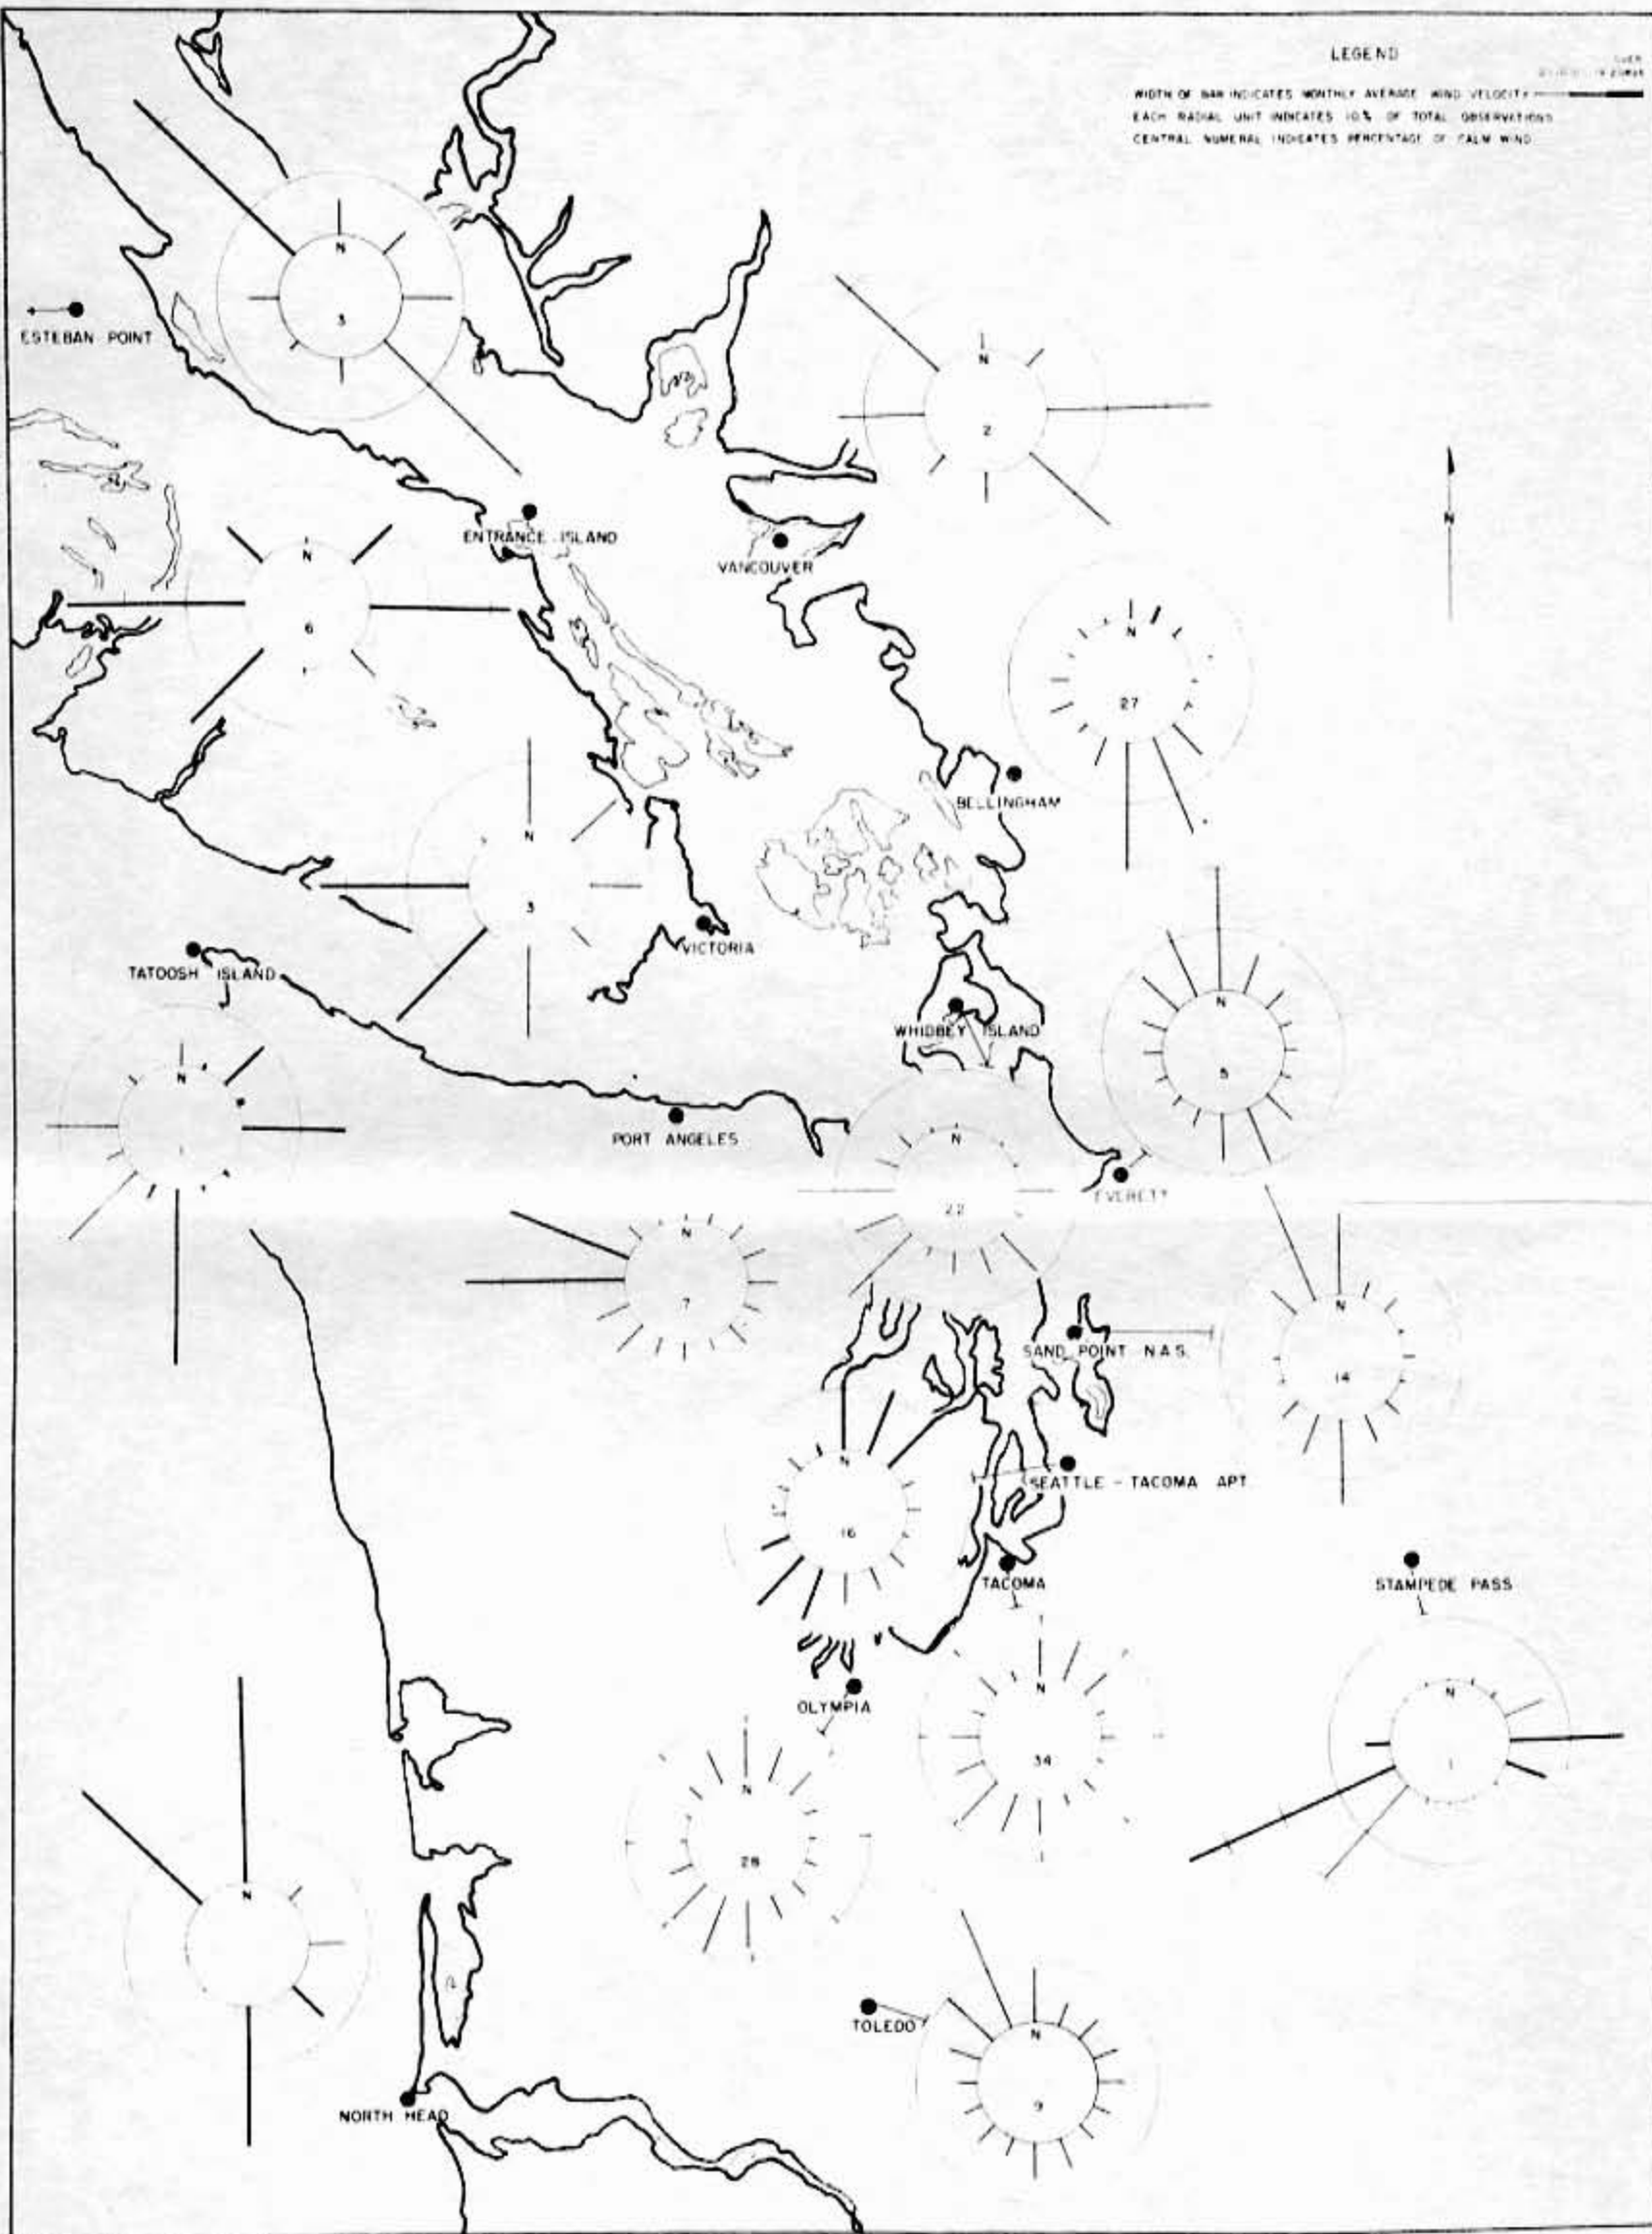 LEGEND
OVER
WIDTH OF BAR INDICATES MONTHLY AVERAGE WIND VELOCITY
EACH RADIAL UNIT INDICATES 10% OF TOTAL OBSERVATIONS
CENTRAL NUMERAL INDICATES PERCENTAGE OF CALM WIND
N
3
ESTEBAN POINT
N
2
N
ENTRANCE ISLAND
VANCOUVER
N
6
N
27
BELLINGHAM
N
3
VICTORIA
TATOOSH ISLAND
WHIDBEY ISLAND
N
5
N
PORT ANGELES
N
22
EVERETT
N
7
N
14
SAND POINT N.A.S.
N
16
SEATTLE - TACOMA APT.
TACOMA
STAMPEDE PASS
OLYMPIA
N
34
N
1
N
28
N
TOLEDO
N
9
NORTH HEAD